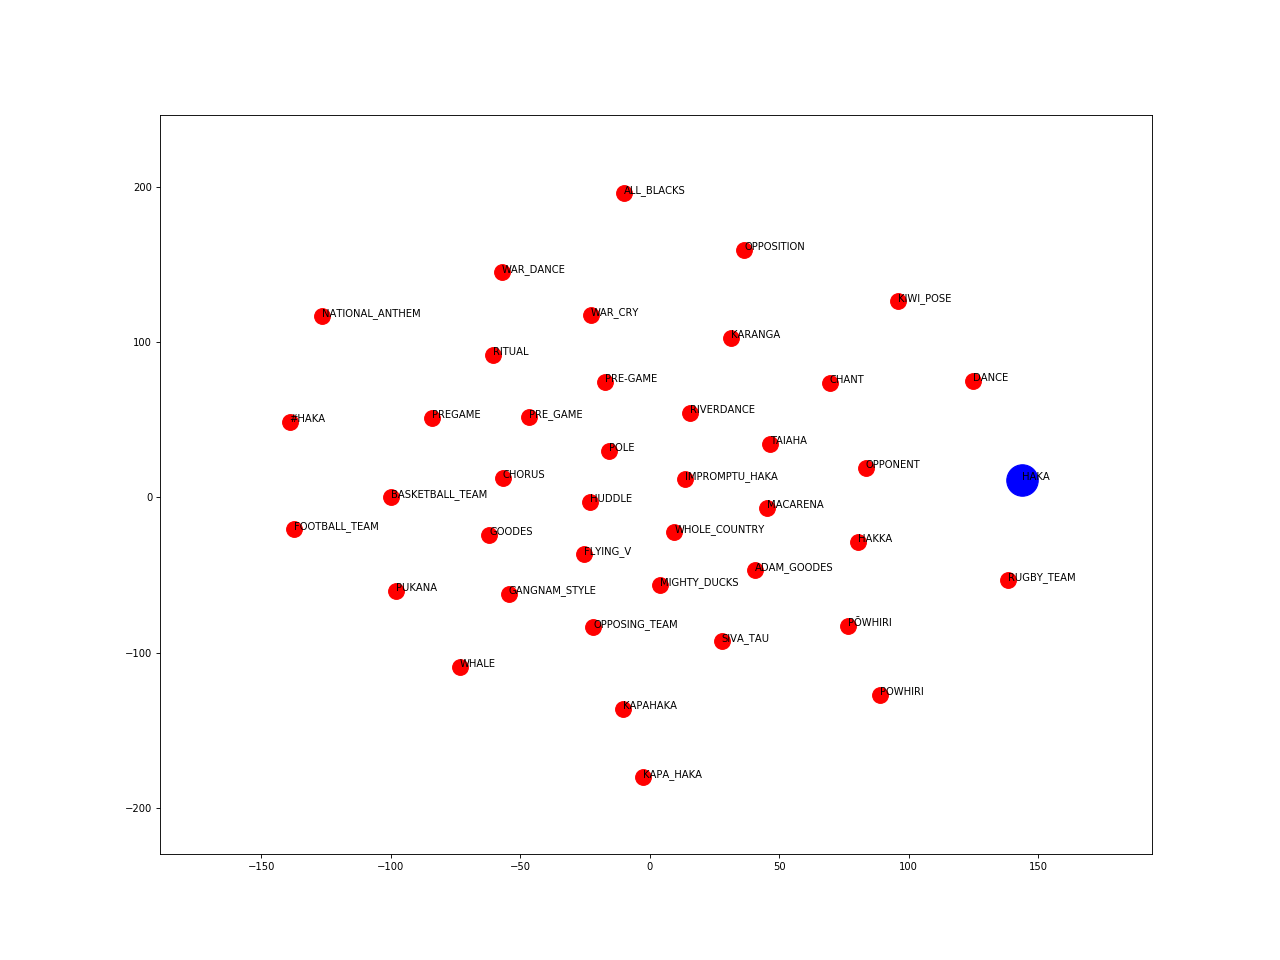 ALL_BLACKS
200
OPPOSITION
WAR_DANCE
KIWI_POSE
NATIONAL_ANTHEM
WAR_CRY
100
KARANGA
RITUAL
PRE-GAME
CHANT
DANCE
RIVERDANCE
#HAKA
PREGAME
PRE_GAME
TAIAHA
POLE
OPPONENT
CHORUS
IMPROMPTU_HAKA
HAKA
0
BASKETBALL_TEAM
HUDDLE
MACARENA
FOOTBALL_TEAM
GOODES
WHOLE_COUNTRY
HAKKA
FLYING_V
ADAM_GOODES
RUGBY_TEAM
PUKANA
GANGNAM_STYLE
MIGHTY_DUCKS
OPPOSING_TEAM
PŌWHIRI
SIVA_TAU
−100
WHALE
POWHIRI
KAPAHAKA
KAPA_HAKA
−200
−150 −100 −50 0 50 100 150